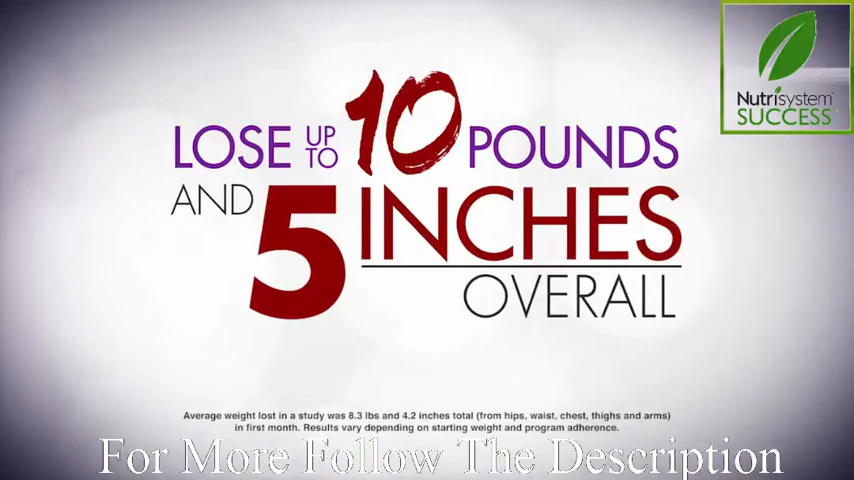 Nutrisystem
SUCCESS
LOSE UP TO 10 POUNDS
AND 5 INCHES
OVERALL
Average weight lost in a study was 8.3 lbs and 4.2 inches total (from hips, waist, chest, thighs and arms)
in first month. Results vary depending on starting weight and program adherence.
For More Follow The Description